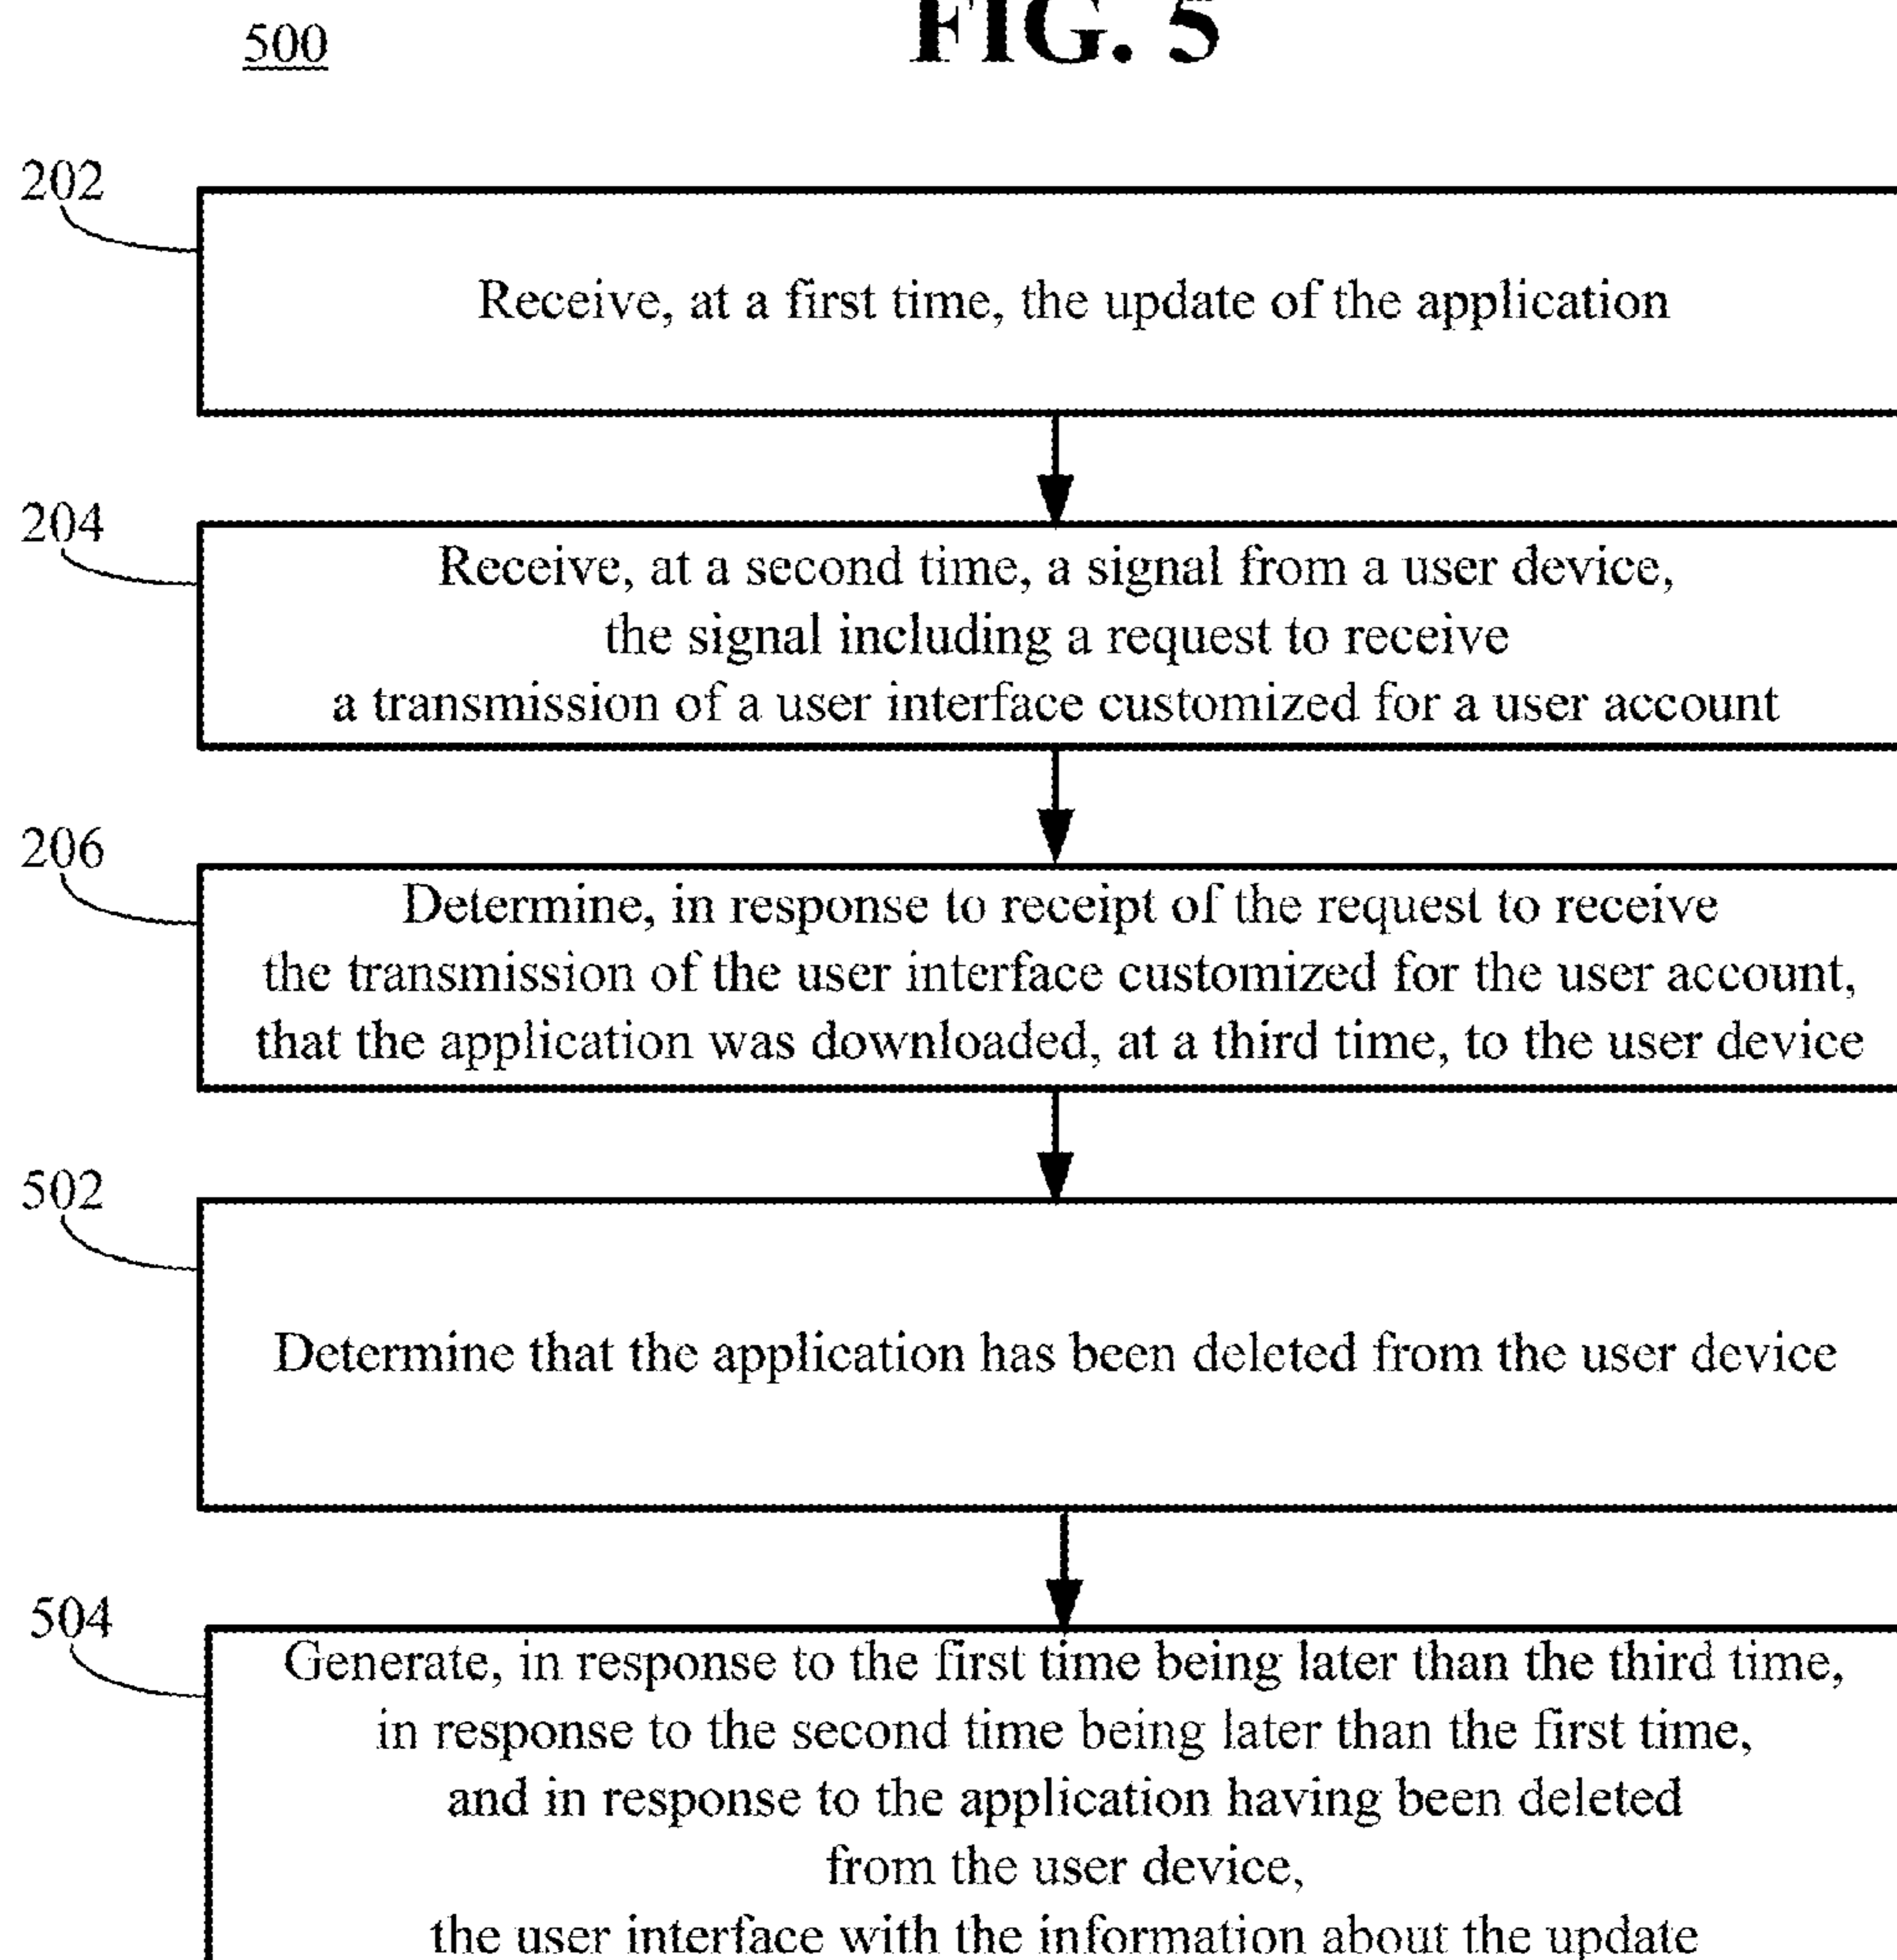 FIG. 5
500
202
Receive, at a first time, the update of the application
204
Receive, at a second time, a signal from a user device,
the signal including a request to receive
a transmission of a user interface customized for a user account
206
Determine, in response to receipt of the request to receive
the transmission of the user interface customized for the user account,
that the application was downloaded, at a third time, to the user device
502
Determine that the application has been deleted from the user device
504
Generate, in response to the first time being later than the third time,
in response to the second time being later than the first time,
and in response to the application having been deleted
from the user device,
the user interface with the information about the update